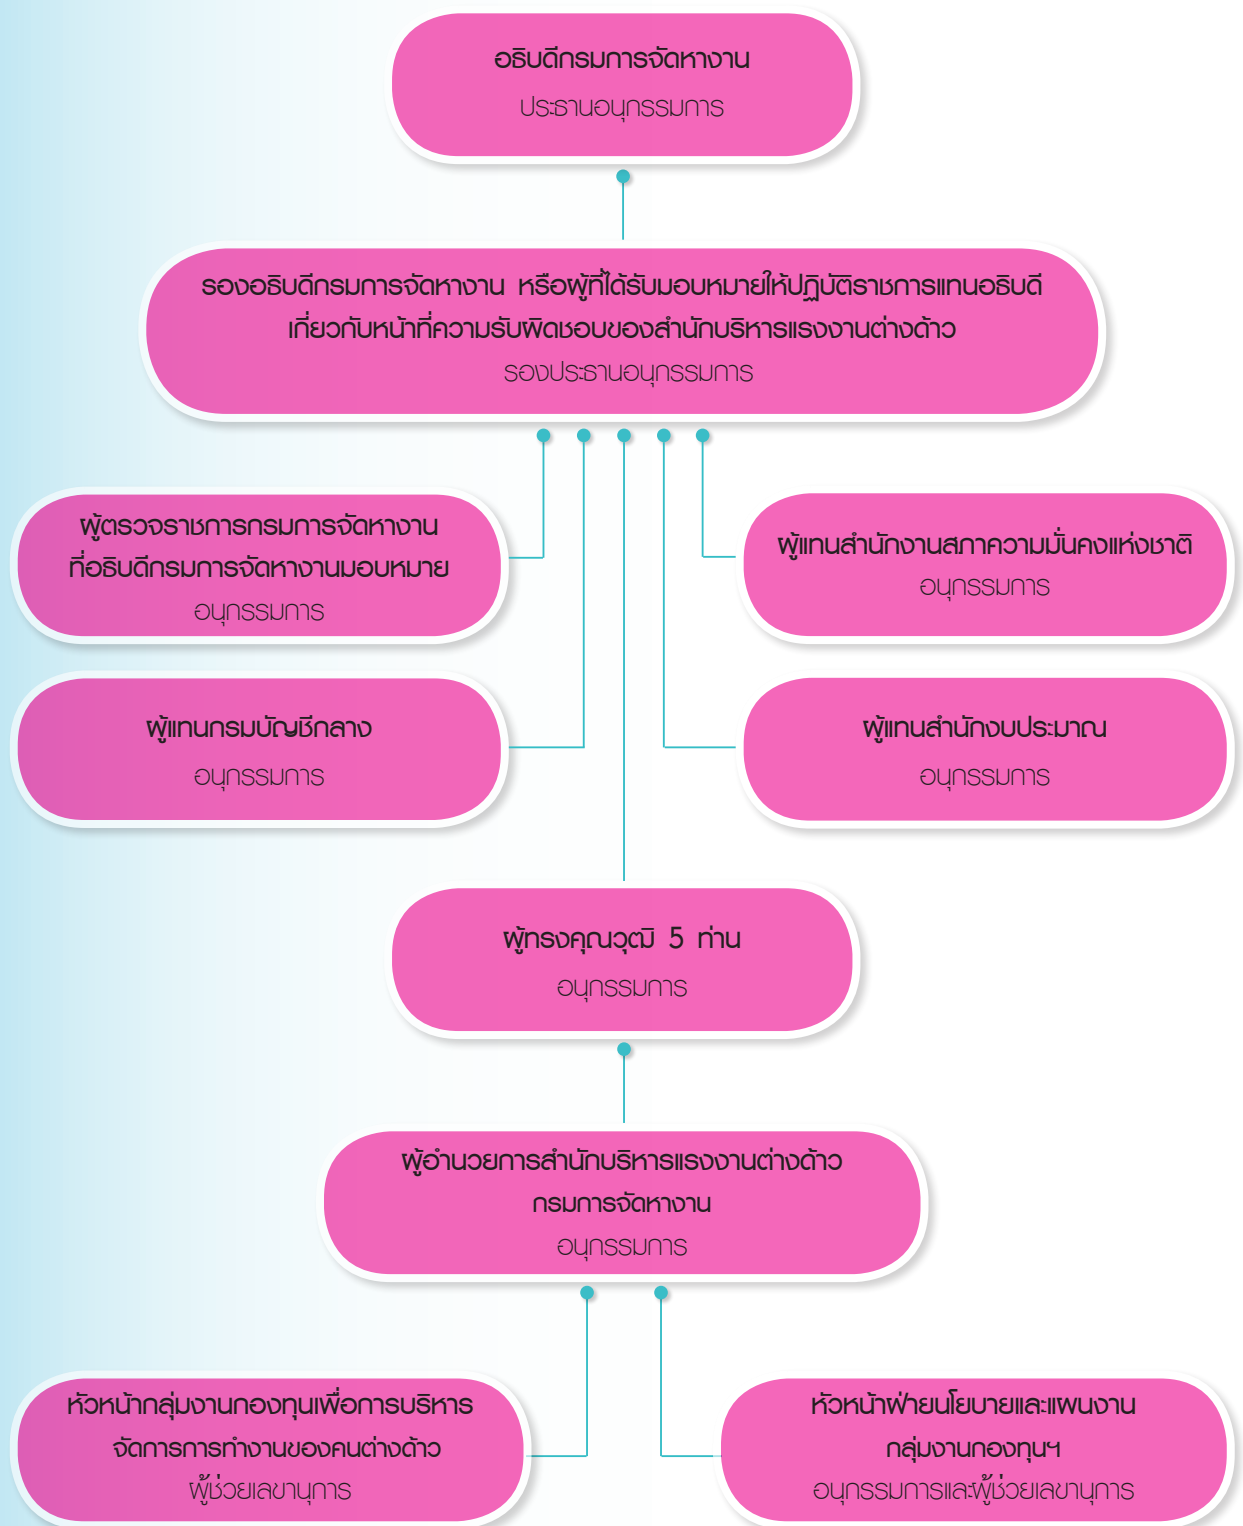 อธิบดีกรมการจัดหางาน
ประธานอนุกรรมการ
รองอธิบดีกรมการจัดหางาน หรือผู้ที่ได้รับมอบหมายให้ปฏิบัติราชการแทนอธิบดี
เกี่ยวกับหน้าที่ความรับผิดชอบของสำนักบริหารแรงงานต่างด้าว
รองประธานอนุกรรมการ
ผู้ตรวจราชการกรมการจัดหางาน
ที่อธิบดีกรมการจัดหางานมอบหมาย
อนุกรรมการ
ผู้แทนสำนักงานสภาความมั่นคงแห่งชาติ
อนุกรรมการ
ผู้แทนกรมบัญชีกลาง
อนุกรรมการ
ผู้แทนสำนักงบประมาณ
อนุกรรมการ
ผู้ทรงคุณวุฒิ 5 ท่าน
อนุกรรมการ
ผู้อำนวยการสำนักบริหารแรงงานต่างด้าว
กรมการจัดหางาน
อนุกรรมการ
หัวหน้ากลุ่มงานกองทุนเพื่อการบริหาร
จัดการการทำงานของคนต่างด้าว
ผู้ช่วยเลขานุการ
หัวหน้าฝ่ายนโยบายและแผนงาน
กลุ่มงานกองทุนฯ
อนุกรรมการและผู้ช่วยเลขานุการ